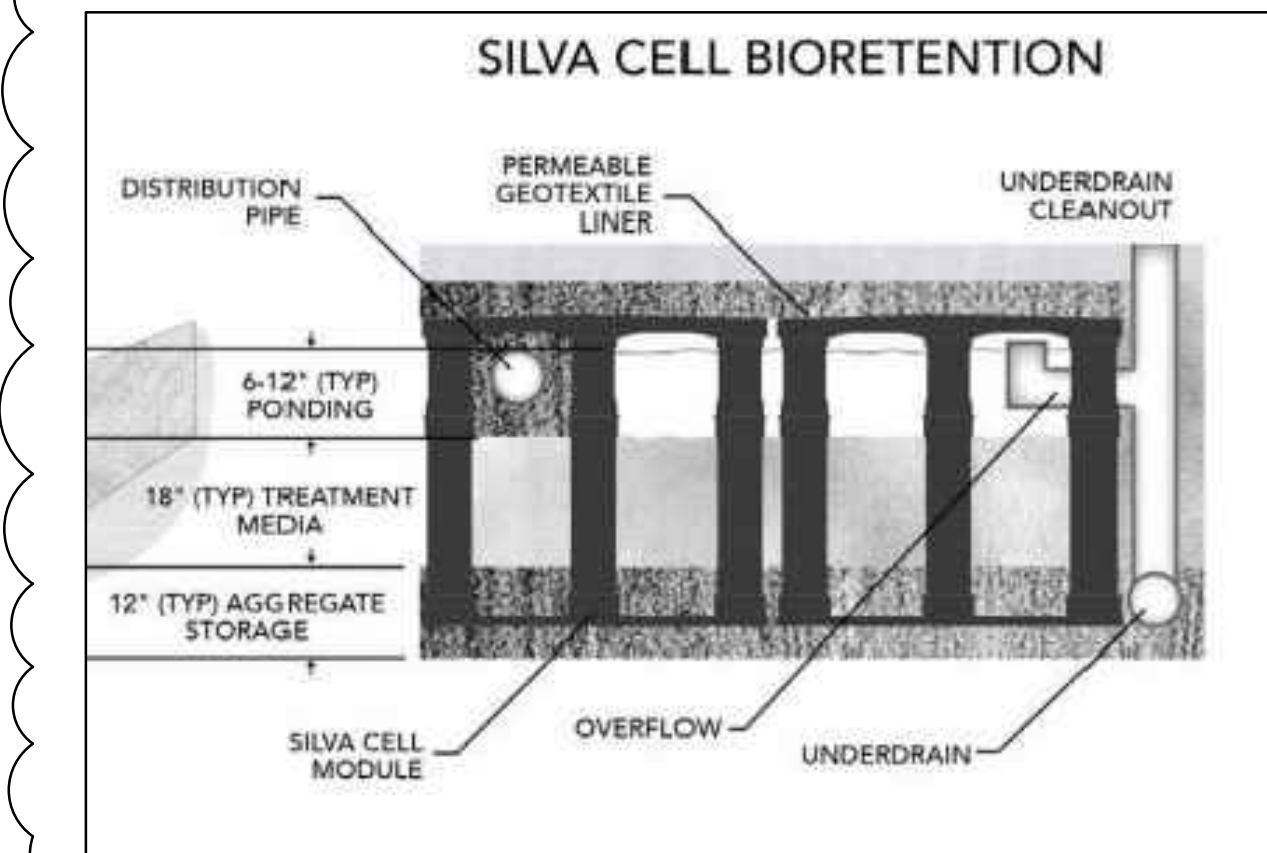 SILVA CELL BIORETENTION
DISTRIBUTION
PIPE
PERMEABLE
GEOTEXTILE
LINER
UNDERDRAIN
CLEANOUT
6-12" (TYP)
PONDING
18" (TYP) TREATMENT
MEDIA
12" (TYP) AGGREGATE
STORAGE
SILVA CELL
MODULE
OVERFLOW
UNDERDRAIN